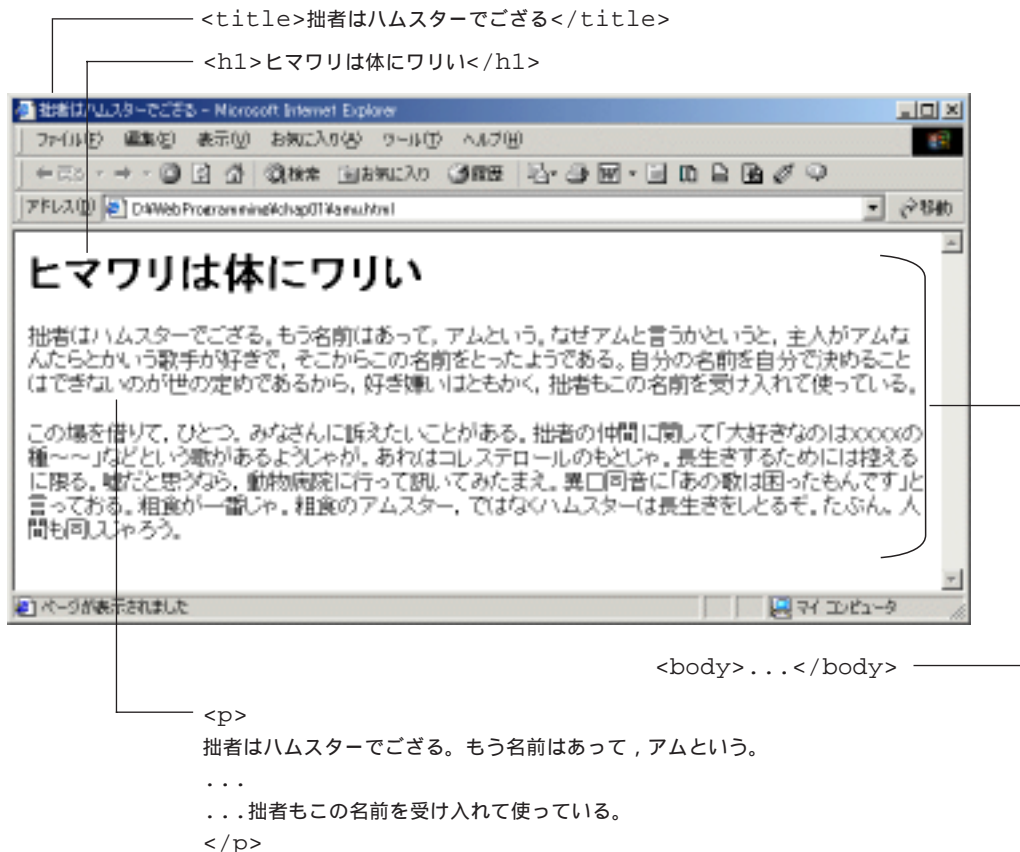 <title>拙者はハムスターでござる</title>
<h1>ヒマワリは体にワリい</h1>
拙者はハムスターでござる - Microsoft Internet Explorer
ファイル(F) 編集(E) 表示(V) お気に入り(A) ツール(T) ヘルプ(H)
戻る 検索 お気に入り 履歴
アドレス(D) D:¥WebProgramming¥chap01¥amu.html 移動
ヒマワリは体にワリい
拙者はハムスターでござる。もう名前はあって，アムという。なぜアムと言うかというと，主人がアムな
んたらとかいう歌手が好きで，そこからこの名前をとったようである。自分の名前を自分で決めること
はできないのが世の定めであるから，好き嫌いはともかく，拙者もこの名前を受け入れて使っている。
この場を借りて，ひとつ，みなさんに訴えたいことがある。拙者の仲間に関して「大好きなのはxxxxの
種～～」などという歌があるようじゃが，あれはコレステロールのもとじゃ。長生きするためには控える
に限る。嘘だと思うなら，動物病院に行って訊いてみたまえ。異口同音に「あの歌は困ったもんです」と
言っておる。粗食が一番じゃ。粗食のアムスター，ではなくハムスターは長生きをしとるぞ。たぶん。人
間も同じじゃろう。
ページが表示されました マイ コンピュータ
<body>...</body>
<p>
拙者はハムスターでござる。もう名前はあって，アムという。
...
...拙者もこの名前を受け入れて使っている。
</p>